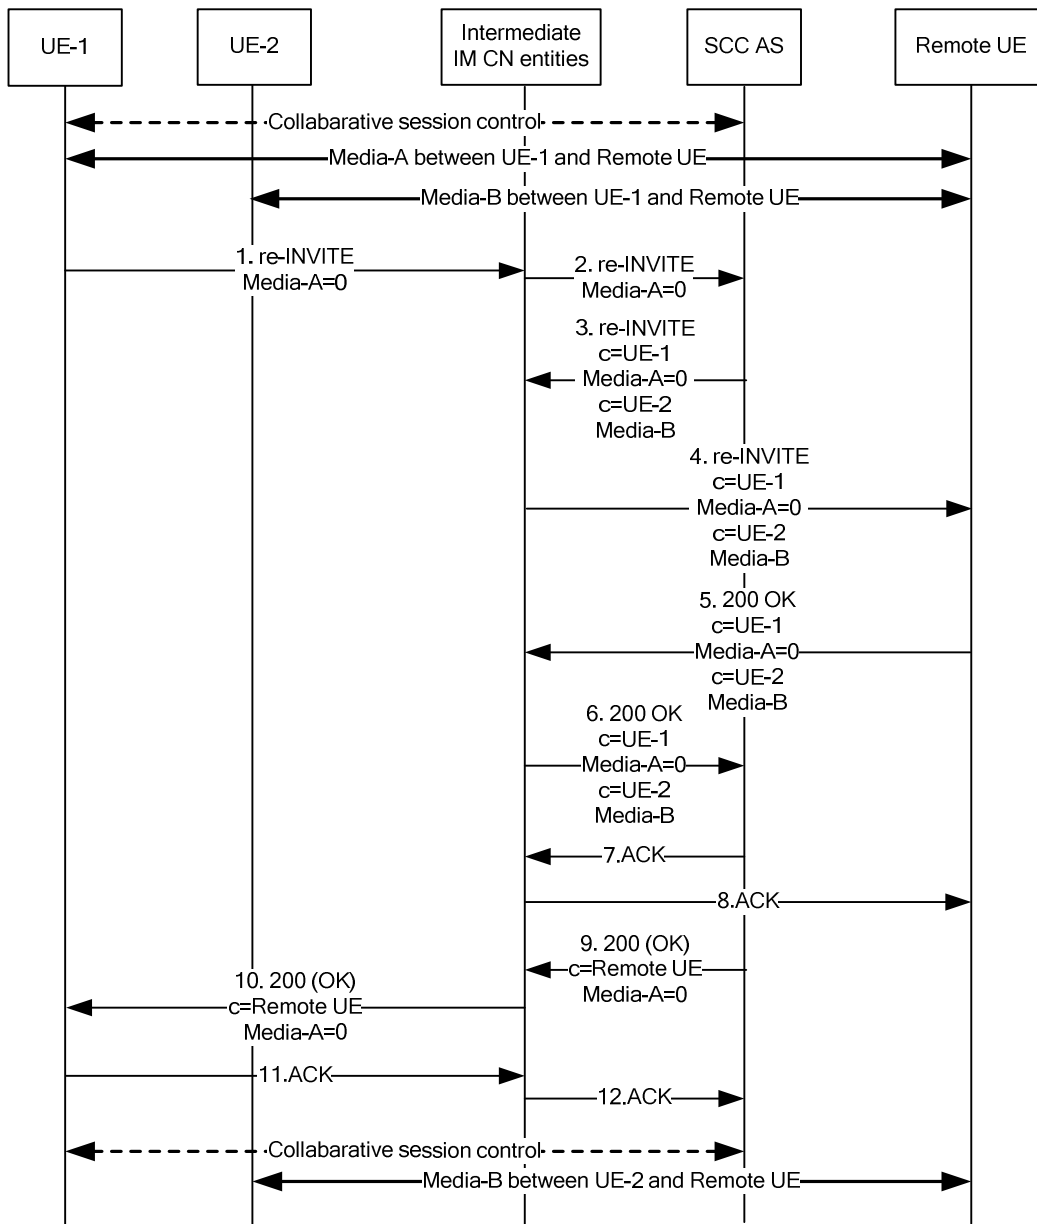 UE-1
UE-2
Intermediate
IM CN entities
SCC AS
Remote UE
Collabarative session control
Media-A between UE-1 and Remote UE
Media-B between UE-1 and Remote UE
1. re-INVITE
Media-A=0
2. re-INVITE
Media-A=0
3. re-INVITE
c=UE-1
Media-A=0
c=UE-2
Media-B
4. re-INVITE
c=UE-1
Media-A=0
c=UE-2
Media-B
5. 200 OK
c=UE-1
Media-A=0
c=UE-2
Media-B
6. 200 OK
c=UE-1
Media-A=0
c=UE-2
Media-B
7.ACK
8.ACK
9. 200 (OK)
c=Remote UE
Media-A=0
10. 200 (OK)
c=Remote UE
Media-A=0
11.ACK
12.ACK
Collabarative session control
Media-B between UE-2 and Remote UE